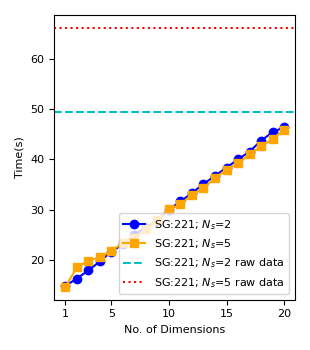 60
50
40
30
20
Time(s)
SG:221; $N_s$=2
SG:221; $N_s$=5
SG:221; $N_s$=2 raw data
SG:221; $N_s$=5 raw data
1 5 10 15 20
No. of Dimensions